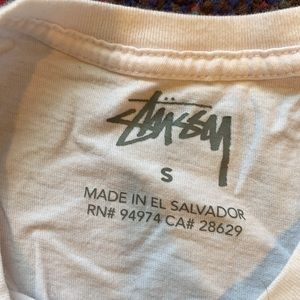 Stüssy
S
MADE IN EL SALVADOR
RN# 94974 CA# 28629